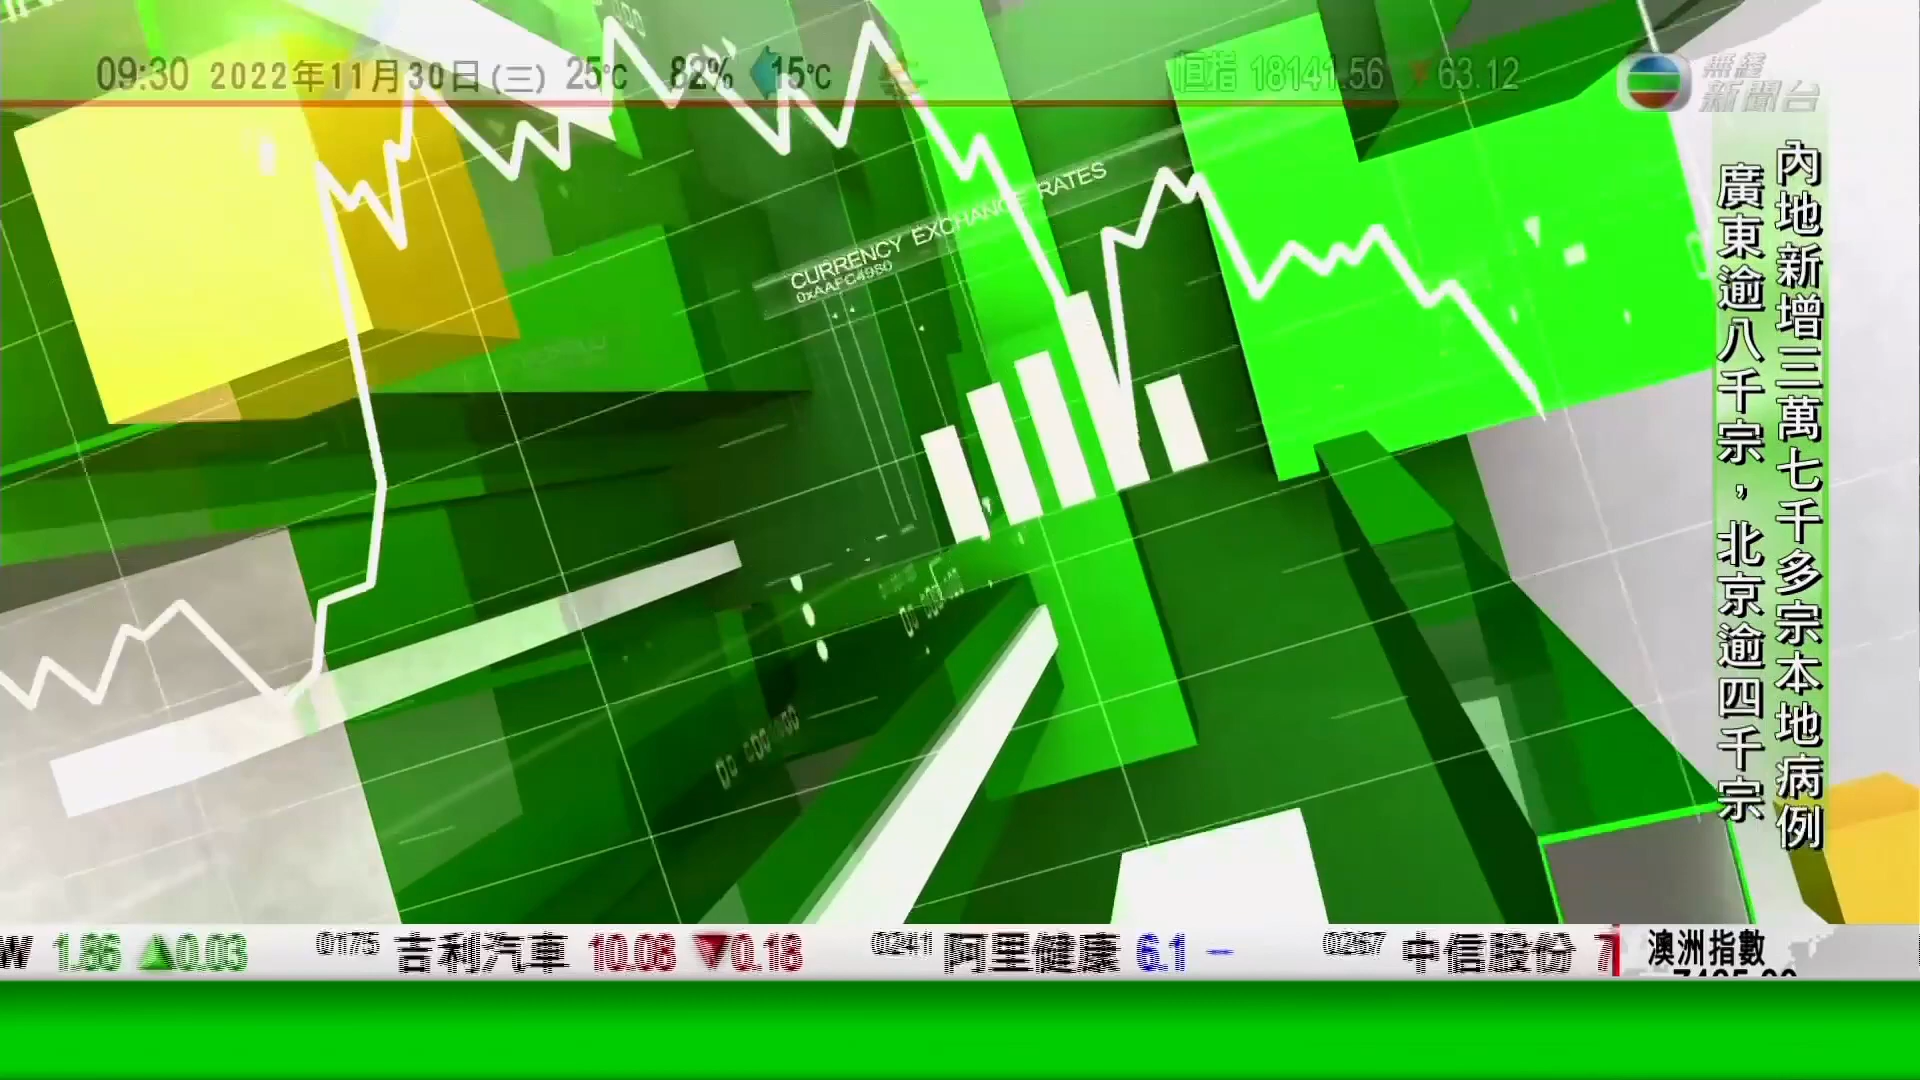 09:30 2022年11月30日(三) 25℃ 82% 15℃
恒指 18141.56 63.12
無綫
新聞台
內地新增三萬七千多宗本地病例
廣東逾八千宗，北京逾四千宗
CURRENCY EXCHANGE RATES
W 1.86 ▲0.03 0175 吉利汽車 10.08 ▼0.18 0241 阿里健康 6.1 – 0267 中信股份 7
澳洲指數